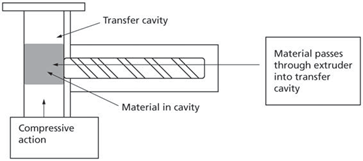 Transfer cavity
Material passes
through extruder
into transfer
cavity
Material in cavity
Compressive
action